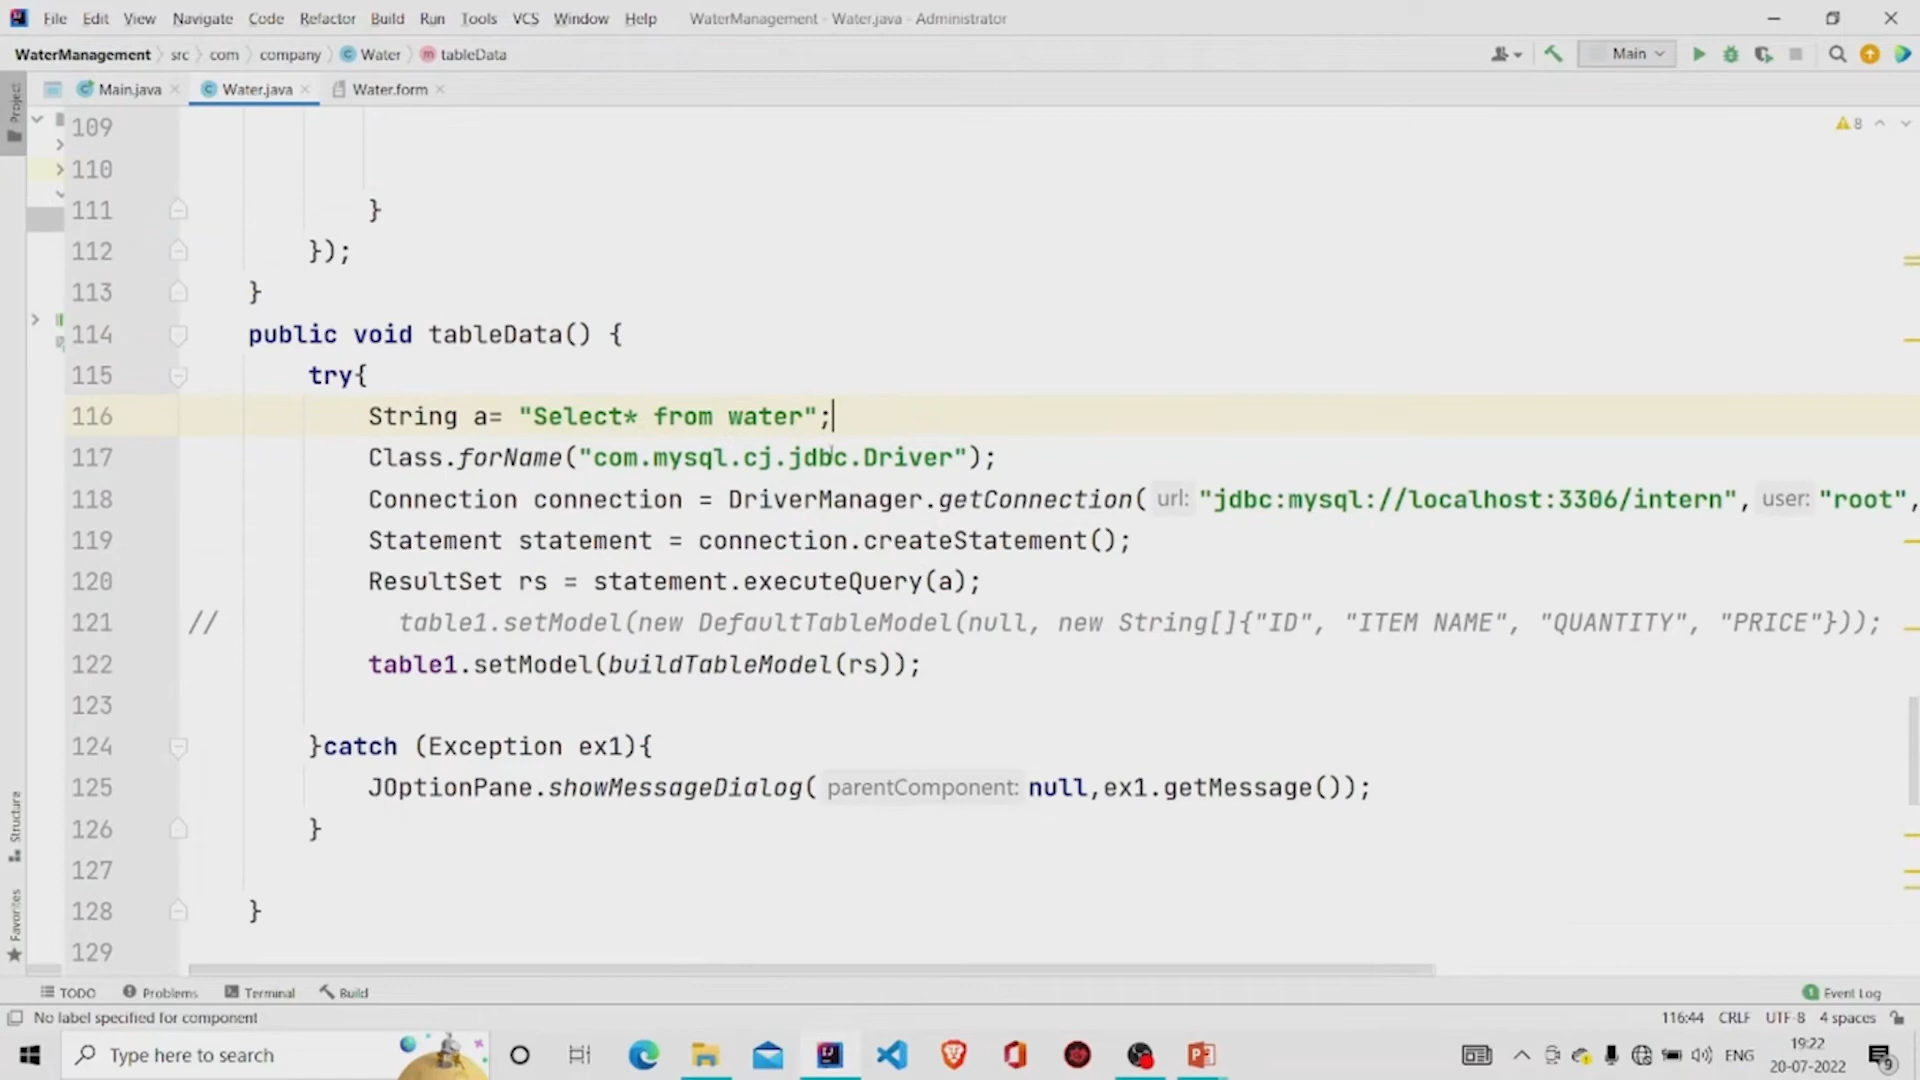 File Edit View Navigate Code Refactor Build Run Tools VCS Window Help WaterManagement - Water.java - Administrator
WaterManagement src com company Water tableData Main
Project
Main.java Water.java Water.form
8
109
110
111 }
112 });
113 }
114 public void tableData() {
115 try{
116 String a= "Select* from water";
117 Class.forName("com.mysql.cj.jdbc.Driver");
118 Connection connection = DriverManager.getConnection( url: "jdbc:mysql://localhost:3306/intern", user: "root",
119 Statement statement = connection.createStatement();
120 ResultSet rs = statement.executeQuery(a);
121 // table1.setModel(new DefaultTableModel(null, new String[]{"ID", "ITEM NAME", "QUANTITY", "PRICE"}));
122 table1.setModel(buildTableModel(rs));
123
124 }catch (Exception ex1){
125 JOptionPane.showMessageDialog( parentComponent: null,ex1.getMessage());
126 }
127
128 }
129
Structure
Favorites
TODO Problems Terminal Build 1 Event Log
No label specified for component 116:44 CRLF UTF-8 4 spaces
Type here to search ENG 19:22
20-07-2022 9